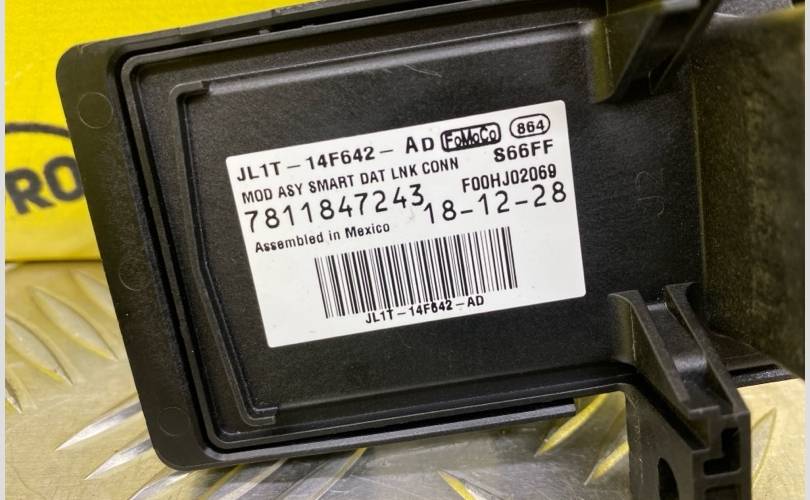 JL1T-14F642-AD FoMoCo 864
MOD ASY SMART DAT LNK CONN S66FF
7811847243 F00HJ02069
18-12-28
Assembled in Mexico
JL1T-14F642-AD
RO